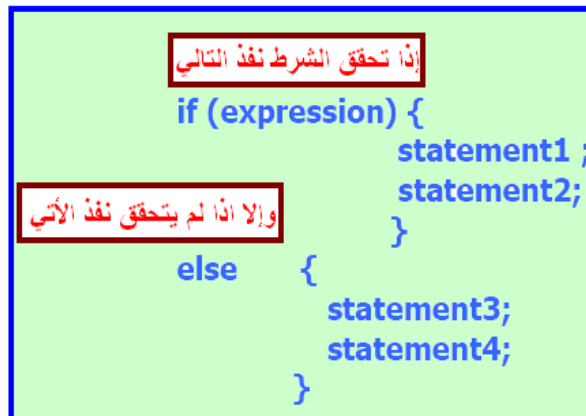 إذا تحقق الشرط نفذ التالي
if (expression) {
statement1 ;
statement2;
وإلا اذا لم يتحقق نفذ الأتي
}
else {
statement3;
statement4;
}